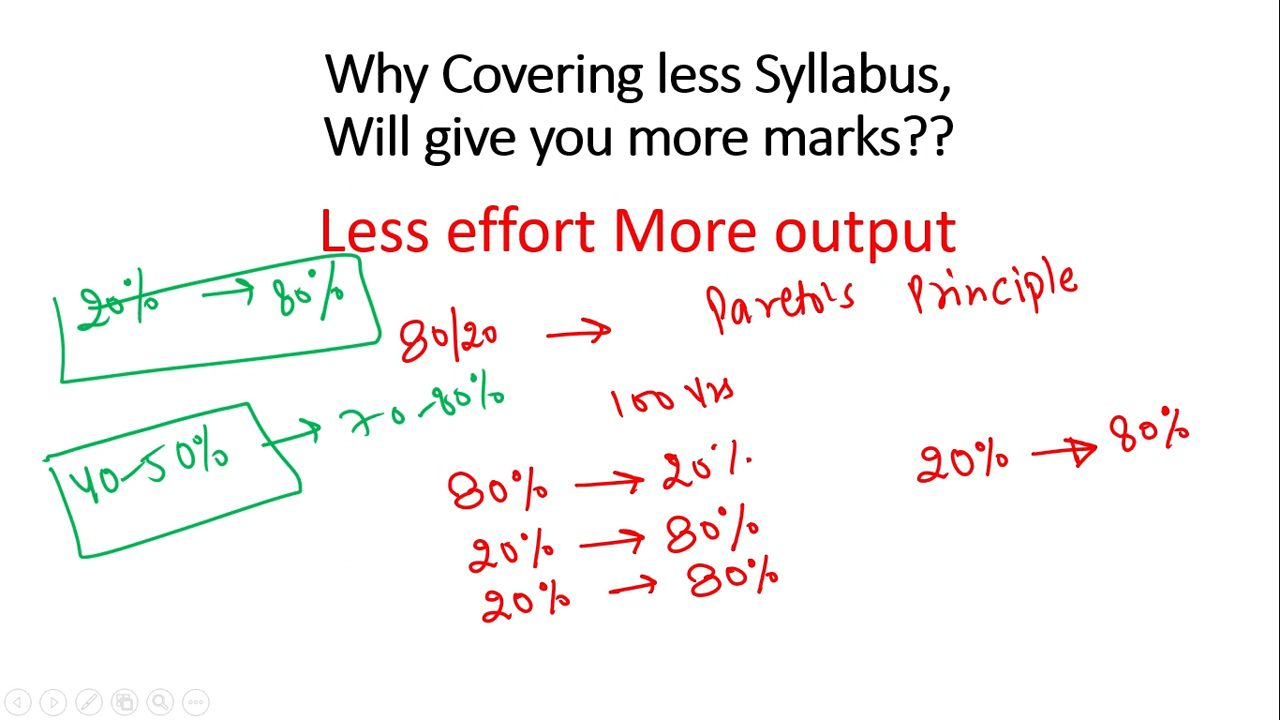 Why Covering less Syllabus,
Will give you more marks??
Less effort More output
20% → 80%
80/20 → Pareto's Principle
40-50% → 70-80%
100 Yrs
80% → 20%
20% → 80%
20% → 80%
20% → 80%